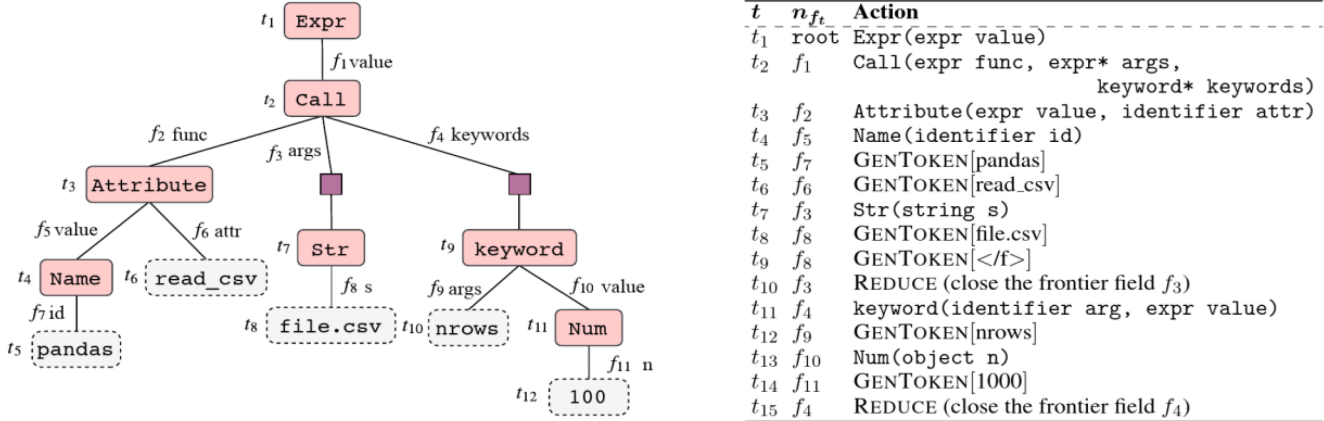 t1 Expr
f1 value
t2 Call
f2 func
f3 args
f4 keywords
t3 Attribute
f5 value
f6 attr
t7 Str
t9 keyword
t4 Name
t6 read_csv
f8 s
f9 args
f10 value
f7 id
t8 file.csv
t10 nrows
t11 Num
t5 pandas
f11 n
t12 100
t nft Action
t1 root Expr(expr value)
t2 f1 Call(expr func, expr* args,
keyword* keywords)
t3 f2 Attribute(expr value, identifier attr)
t4 f5 Name(identifier id)
t5 f7 GENTOKEN[pandas]
t6 f6 GENTOKEN[read_csv]
t7 f3 Str(string s)
t8 f8 GENTOKEN[file.csv]
t9 f8 GENTOKEN[</f>]
t10 f3 REDUCE (close the frontier field f3)
t11 f4 keyword(identifier arg, expr value)
t12 f9 GENTOKEN[nrows]
t13 f10 Num(object n)
t14 f11 GENTOKEN[1000]
t15 f4 REDUCE (close the frontier field f4)